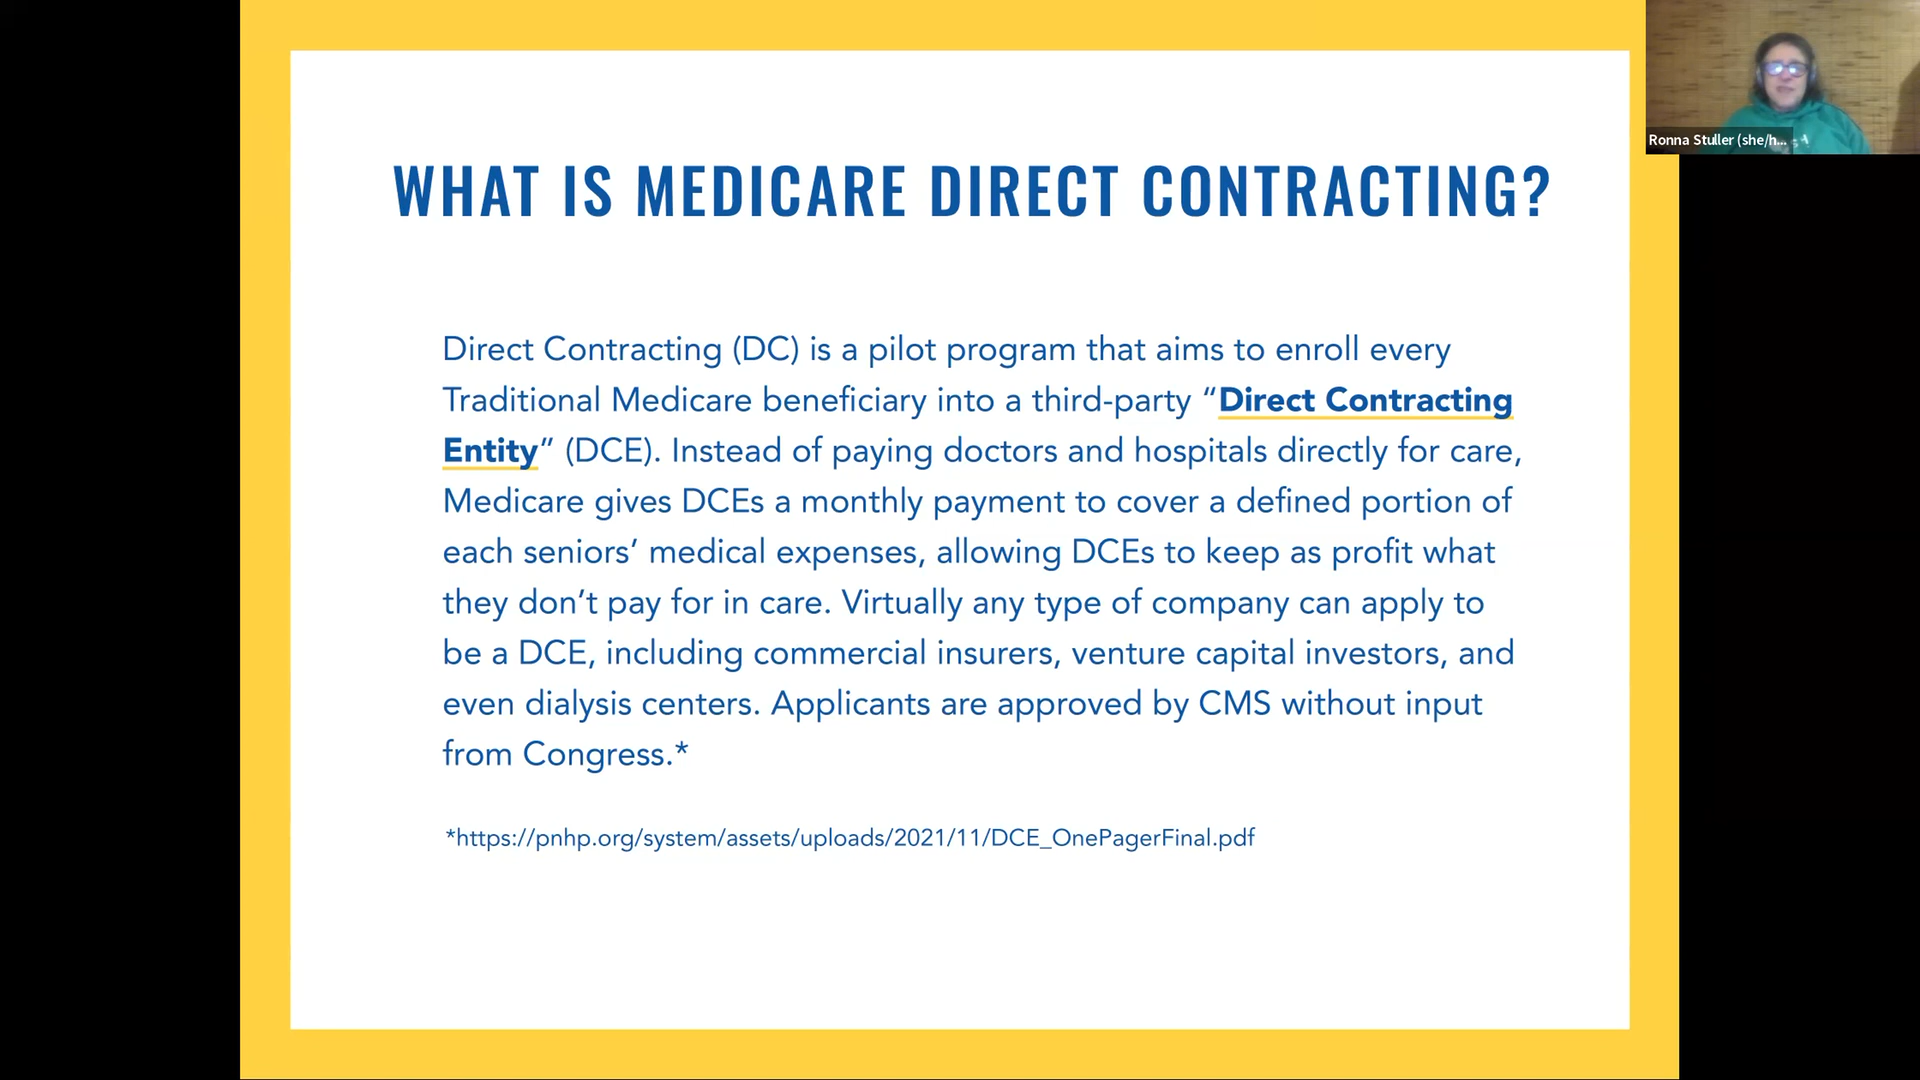 WHAT IS MEDICARE DIRECT CONTRACTING?
Direct Contracting (DC) is a pilot program that aims to enroll every
Traditional Medicare beneficiary into a third-party “Direct Contracting
Entity” (DCE). Instead of paying doctors and hospitals directly for care,
Medicare gives DCEs a monthly payment to cover a defined portion of
each seniors’ medical expenses, allowing DCEs to keep as profit what
they don’t pay for in care. Virtually any type of company can apply to
be a DCE, including commercial insurers, venture capital investors, and
even dialysis centers. Applicants are approved by CMS without input
from Congress.*
*https://pnhp.org/system/assets/uploads/2021/11/DCE_OnePagerFinal.pdf
Ronna Stuller (she/h...